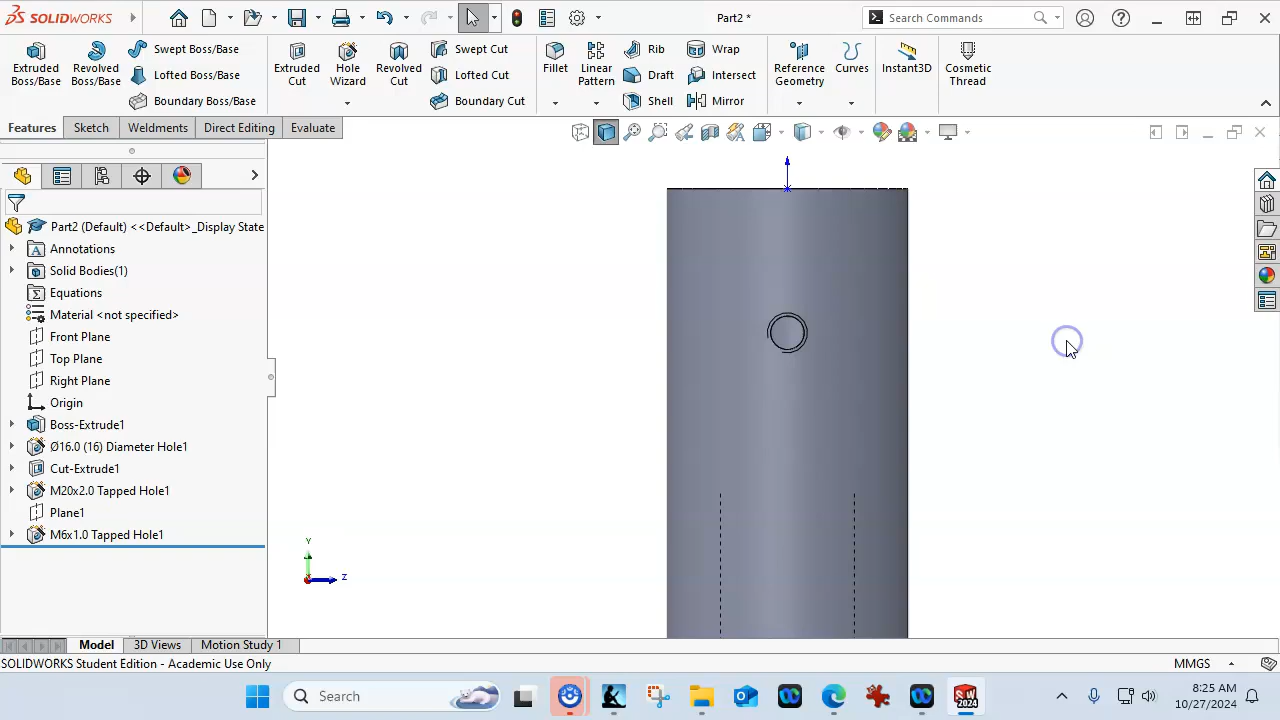 SOLIDWORKS
Part2 *
Search Commands
Extruded Boss/Base
Revolved Boss/Base
Swept Boss/Base
Lofted Boss/Base
Boundary Boss/Base
Extruded Cut
Hole Wizard
Revolved Cut
Swept Cut
Lofted Cut
Boundary Cut
Fillet
Linear Pattern
Rib
Draft
Shell
Wrap
Intersect
Mirror
Reference Geometry
Curves
Instant3D
Cosmetic Thread
Features
Sketch
Weldments
Direct Editing
Evaluate
Part2 (Default) <<Default>_Display State
Annotations
Solid Bodies(1)
Equations
Material <not specified>
Front Plane
Top Plane
Right Plane
Origin
Boss-Extrude1
Ø16.0 (16) Diameter Hole1
Cut-Extrude1
M20x2.0 Tapped Hole1
Plane1
M6x1.0 Tapped Hole1
Y
Z
Model
3D Views
Motion Study 1
SOLIDWORKS Student Edition - Academic Use Only
MMGS
Search
SW
2024
8:25 AM
10/27/2024